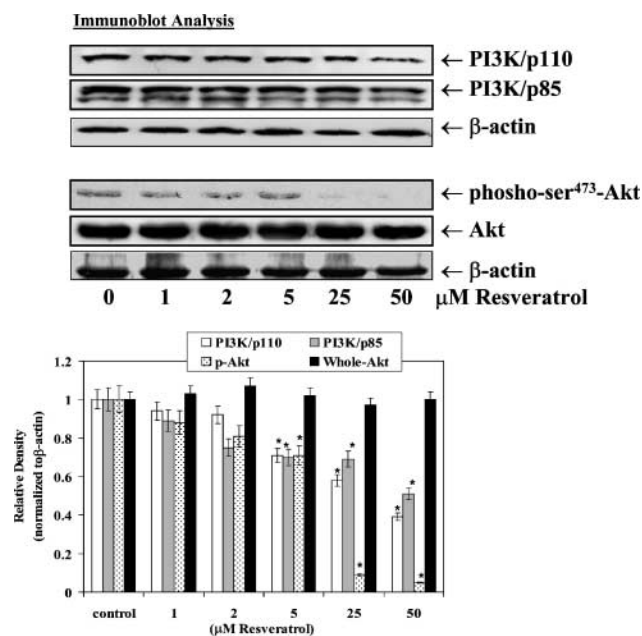 Immunoblot Analysis
← PI3K/p110
← PI3K/p85
← β-actin
← phosho-ser⁴⁷³-Akt
← Akt
← β-actin
0 1 2 5 25 50 μM Resveratrol
PI3K/p110 PI3K/p85
p-Akt Whole-Akt
Relative Density
(normalized toβ-actin)
1.2
1
0.8
0.6
0.4
0.2
0
* * *
* * *
* * *
control 1 2 5 25 50
(μM Resveratrol)